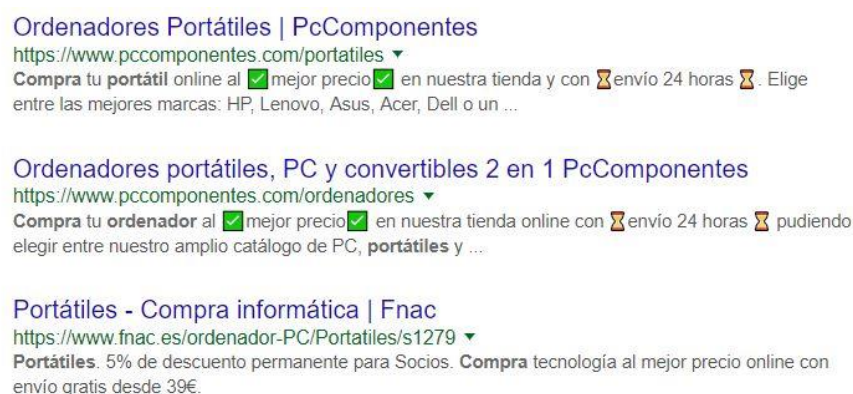 Ordenadores Portátiles | PcComponentes
https://www.pccomponentes.com/portatiles ▼
Compra tu portátil online al ✅mejor precio✅ en nuestra tienda y con ⌛envío 24 horas ⌛. Elige
entre las mejores marcas: HP, Lenovo, Asus, Acer, Dell o un ...
Ordenadores portátiles, PC y convertibles 2 en 1 PcComponentes
https://www.pccomponentes.com/ordenadores ▼
Compra tu ordenador al ✅mejor precio✅ en nuestra tienda online con ⌛envío 24 horas ⌛ pudiendo
elegir entre nuestro amplio catálogo de PC, portátiles y ...
Portátiles - Compra informática | Fnac
https://www.fnac.es/ordenador-PC/Portatiles/s1279 ▼
Portátiles. 5% de descuento permanente para Socios. Compra tecnología al mejor precio online con
envío gratis desde 39€.